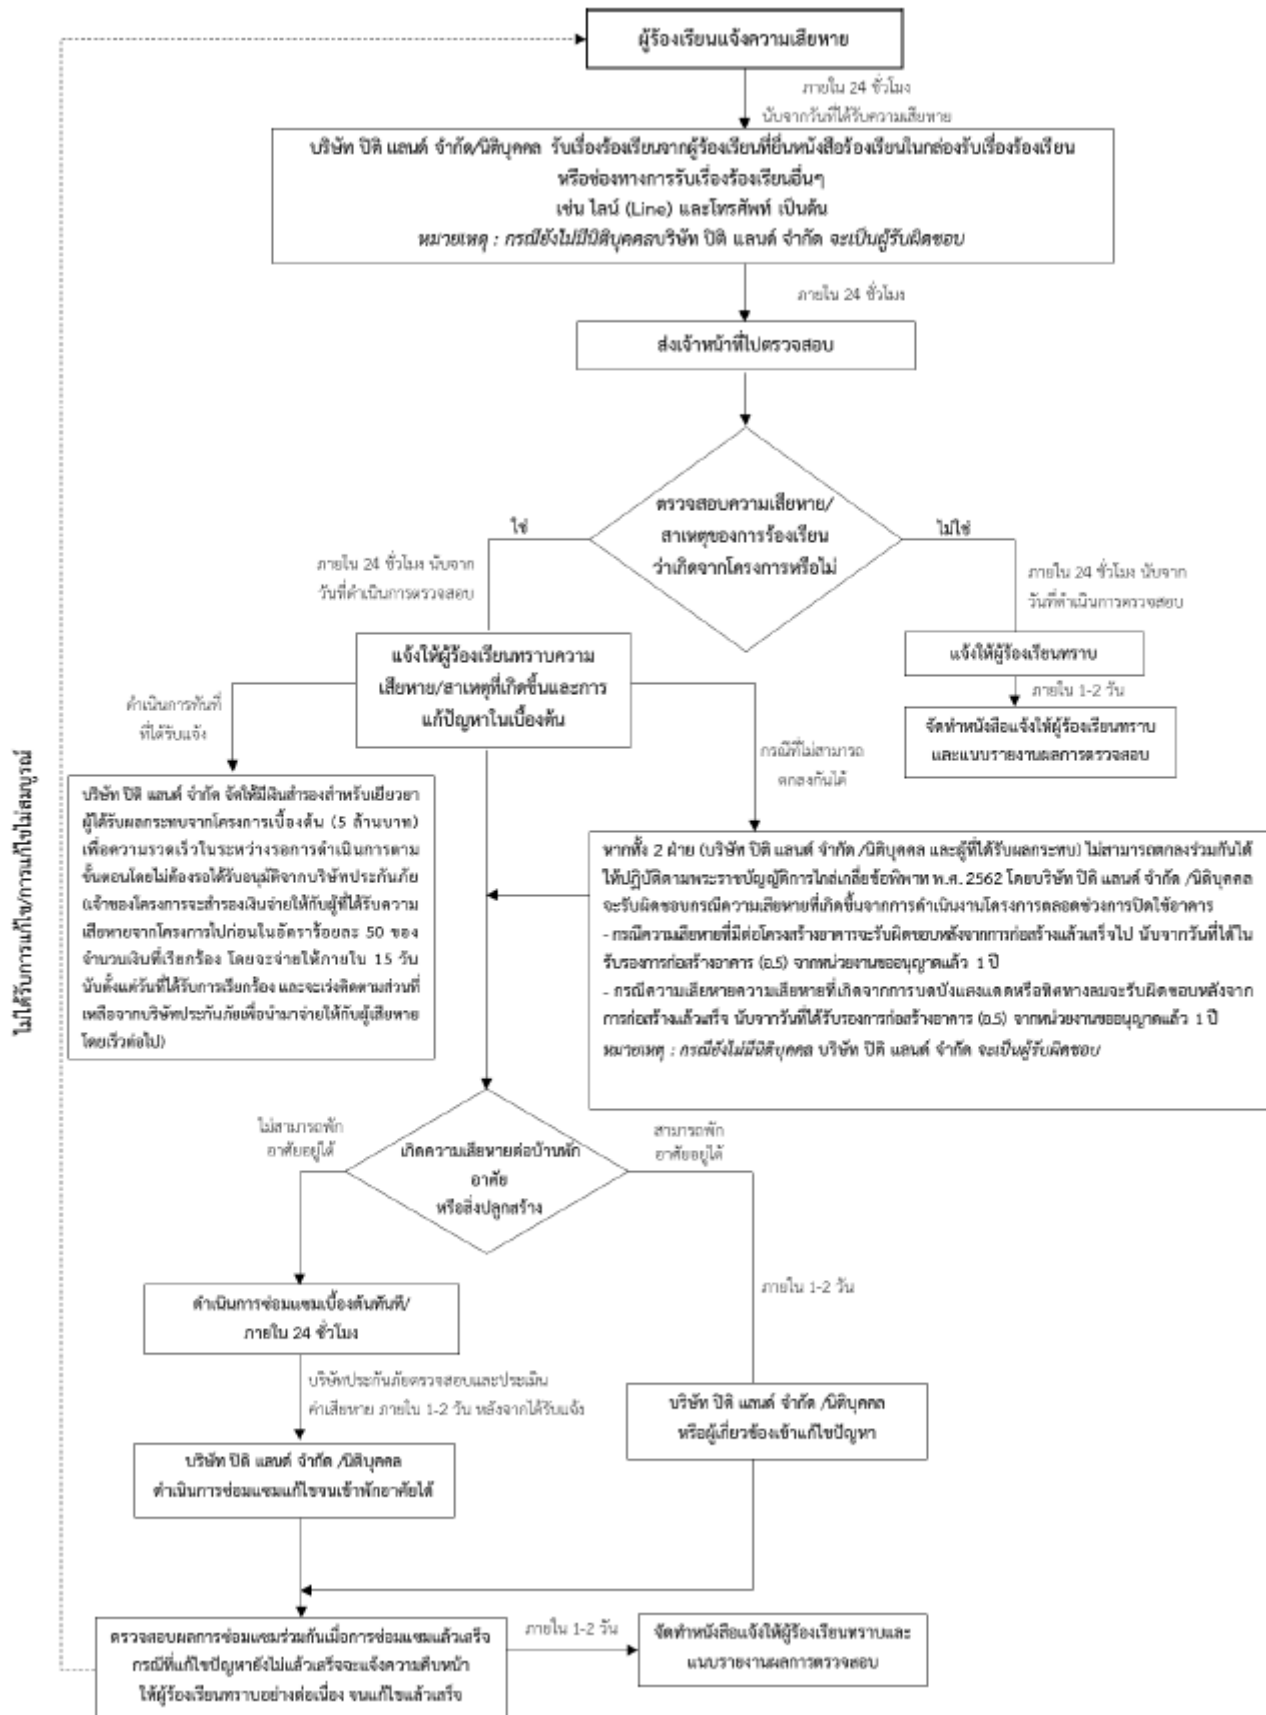 ผู้ร้องเรียนแจ้งความเสียหาย
ภายใน 24 ชั่วโมง
นับจากวันที่ได้รับความเสียหาย
บริษัท ปิติ แลนด์ จำกัด/นิติบุคคล รับเรื่องร้องเรียนจากผู้ร้องเรียนที่ยื่นหนังสือร้องเรียนในกล่องรับเรื่องร้องเรียน
หรือช่องทางการรับเรื่องร้องเรียนอื่นๆ
เช่น ไลน์ (Line) และโทรศัพท์ เป็นต้น
หมายเหตุ : กรณียังไม่มีนิติบุคคลบริษัท ปิติ แลนด์ จำกัด จะเป็นผู้รับผิดชอบ
ภายใน 24 ชั่วโมง
ส่งเจ้าหน้าที่ไปตรวจสอบ
ตรวจสอบความเสียหาย/
สาเหตุของการร้องเรียน
ว่าเกิดจากโครงการหรือไม่
ใช่
ไม่ใช่
ภายใน 24 ชั่วโมง นับจาก
วันที่ดำเนินการตรวจสอบ
ภายใน 24 ชั่วโมง นับจาก
วันที่ดำเนินการตรวจสอบ
แจ้งให้ผู้ร้องเรียนทราบความ
เสียหาย/สาเหตุที่เกิดขึ้นและการ
แก้ปัญหาในเบื้องต้น
แจ้งให้ผู้ร้องเรียนทราบ
ภายใน 1-2 วัน
จัดทำหนังสือแจ้งให้ผู้ร้องเรียนทราบ
และแนบรายงานผลการตรวจสอบ
ดำเนินการทันที
ที่ได้รับแจ้ง
กรณีที่ไม่สามารถ
ตกลงกันได้
ไม่ได้รับการแก้ไข/การแก้ไขไม่สมบูรณ์
บริษัท ปิติ แลนด์ จำกัด จัดให้มีเงินสำรองสำหรับเยียวยา
ผู้ได้รับผลกระทบจากโครงการเบื้องต้น (5 ล้านบาท)
เพื่อความรวดเร็วในระหว่างรอการดำเนินการตาม
ขั้นตอนโดยไม่ต้องรอได้รับอนุมัติจากบริษัทประกันภัย
(เจ้าของโครงการจะสำรองเงินจ่ายให้กับผู้ที่ได้รับความ
เสียหายจากโครงการไปก่อนในอัตราร้อยละ 50 ของ
จำนวนเงินที่เรียกร้อง โดยจะจ่ายให้ภายใน 15 วัน
นับตั้งแต่วันที่ได้รับการเรียกร้อง และจะเร่งติดตามส่วนที่
เหลือจากบริษัทประกันภัยเพื่อนำมาจ่ายให้กับผู้เสียหาย
โดยเร็วต่อไป)
หากทั้ง 2 ฝ่าย (บริษัท ปิติ แลนด์ จำกัด /นิติบุคคล และผู้ที่ได้รับผลกระทบ) ไม่สามารถตกลงร่วมกันได้
ให้ปฏิบัติตามพระราชบัญญัติการไกล่เกลี่ยข้อพิพาท พ.ศ. 2562 โดยบริษัท ปิติ แลนด์ จำกัด /นิติบุคคล
จะรับผิดชอบกรณีความเสียหายที่เกิดขึ้นจากการดำเนินงานโครงการตลอดช่วงการเปิดใช้อาคาร
- กรณีความเสียหายที่มีต่อโครงสร้างอาคารจะรับผิดชอบหลังจากการก่อสร้างแล้วเสร็จไป นับจากวันที่ได้ใบ
รับรองการก่อสร้างอาคาร (อ.5) จากหน่วยงานขออนุญาตแล้ว 1 ปี
- กรณีความเสียหายความเสียหายที่เกิดจากการบดบังแสงแดดหรือทิศทางลมจะรับผิดชอบหลังจาก
การก่อสร้างแล้วเสร็จ นับจากวันที่ได้รับรองการก่อสร้างอาคาร (อ.5) จากหน่วยงานขออนุญาตแล้ว 1 ปี
หมายเหตุ : กรณียังไม่มีนิติบุคคล บริษัท ปิติ แลนด์ จำกัด จะเป็นผู้รับผิดชอบ
ไม่สามารถพัก
อาศัยอยู่ได้
สามารถพัก
อาศัยอยู่ได้
เกิดความเสียหายต่อบ้านพัก
อาศัย
หรือสิ่งปลูกสร้าง
ดำเนินการซ่อมแซมเบื้องต้นทันที/
ภายใน 24 ชั่วโมง
ภายใน 1-2 วัน
บริษัทประกันภัยตรวจสอบและประเมิน
ค่าเสียหาย ภายใน 1-2 วัน หลังจากได้รับแจ้ง
บริษัท ปิติ แลนด์ จำกัด /นิติบุคคล
หรือผู้เกี่ยวข้องเข้าแก้ไขปัญหา
บริษัท ปิติ แลนด์ จำกัด /นิติบุคคล
ดำเนินการซ่อมแซมแก้ไขจนเข้าพักอาศัยได้
ตรวจสอบผลการซ่อมแซมร่วมกันเมื่อการซ่อมแซมแล้วเสร็จ
กรณีที่แก้ไขปัญหายังไม่แล้วเสร็จจะแจ้งความคืบหน้า
ให้ผู้ร้องเรียนทราบอย่างต่อเนื่อง จนแก้ไขแล้วเสร็จ
ภายใน 1-2 วัน
จัดทำหนังสือแจ้งให้ผู้ร้องเรียนทราบและ
แนบรายงานผลการตรวจสอบ